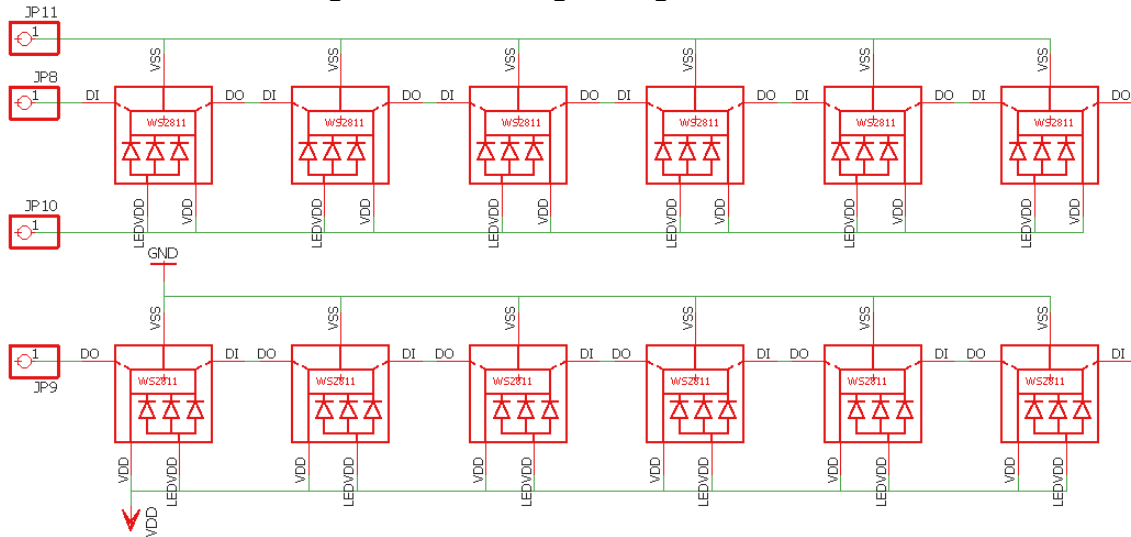 JP11
1
VSS VSS VSS VSS VSS VSS
JP8
1 DI DO DI DO DI DO DI DO DI DO DI DO
WS2811 WS2811 WS2811 WS2811 WS2811 WS2811
JP10
1
LEDVDD VDD LEDVDD VDD LEDVDD VDD LEDVDD VDD LEDVDD VDD LEDVDD VDD
GND
VSS VSS VSS VSS VSS VSS
1 DO DI DO DI DO DI DO DI DO DI DO DI
JP9
WS2811 WS2811 WS2811 WS2811 WS2811 WS2811
VDD LEDVDD VDD LEDVDD VDD LEDVDD VDD LEDVDD VDD LEDVDD VDD LEDVDD
VDD